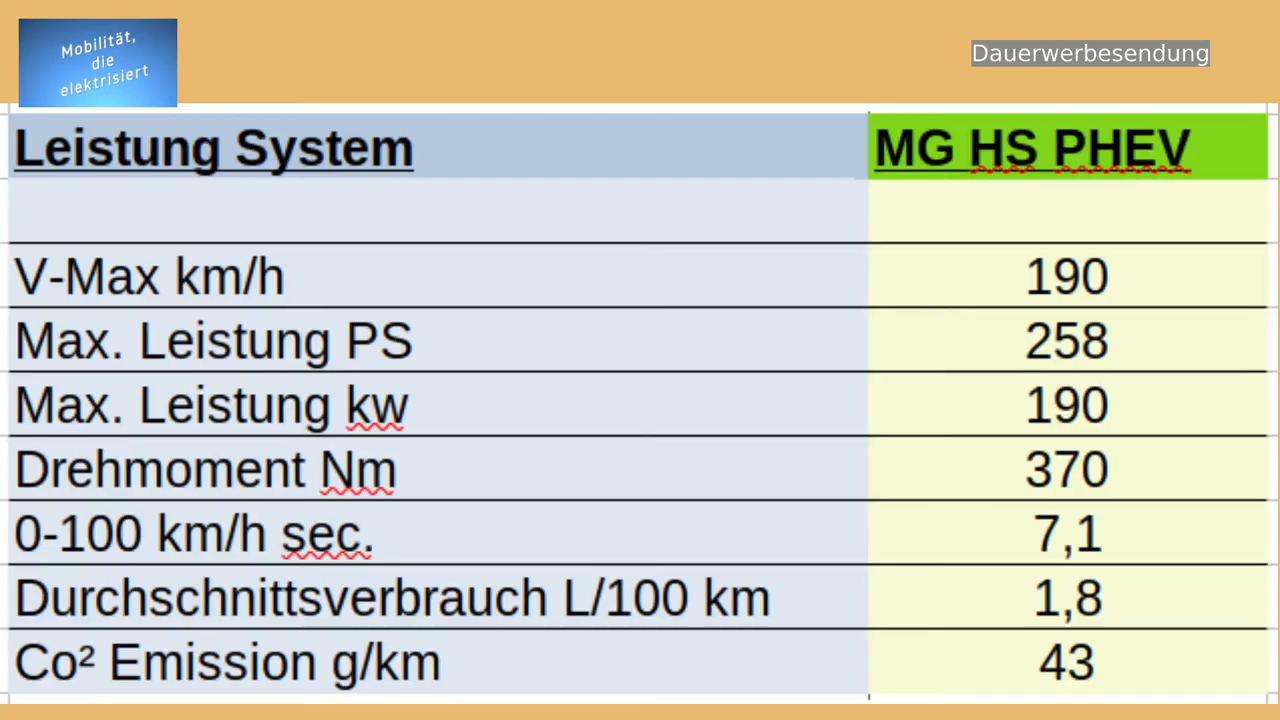 Mobilität,
die
elektrisiert
Dauerwerbesendung
Leistung System MG HS PHEV
V-Max km/h 190
Max. Leistung PS 258
Max. Leistung kw 190
Drehmoment Nm 370
0-100 km/h sec. 7,1
Durchschnittsverbrauch L/100 km 1,8
Co² Emission g/km 43